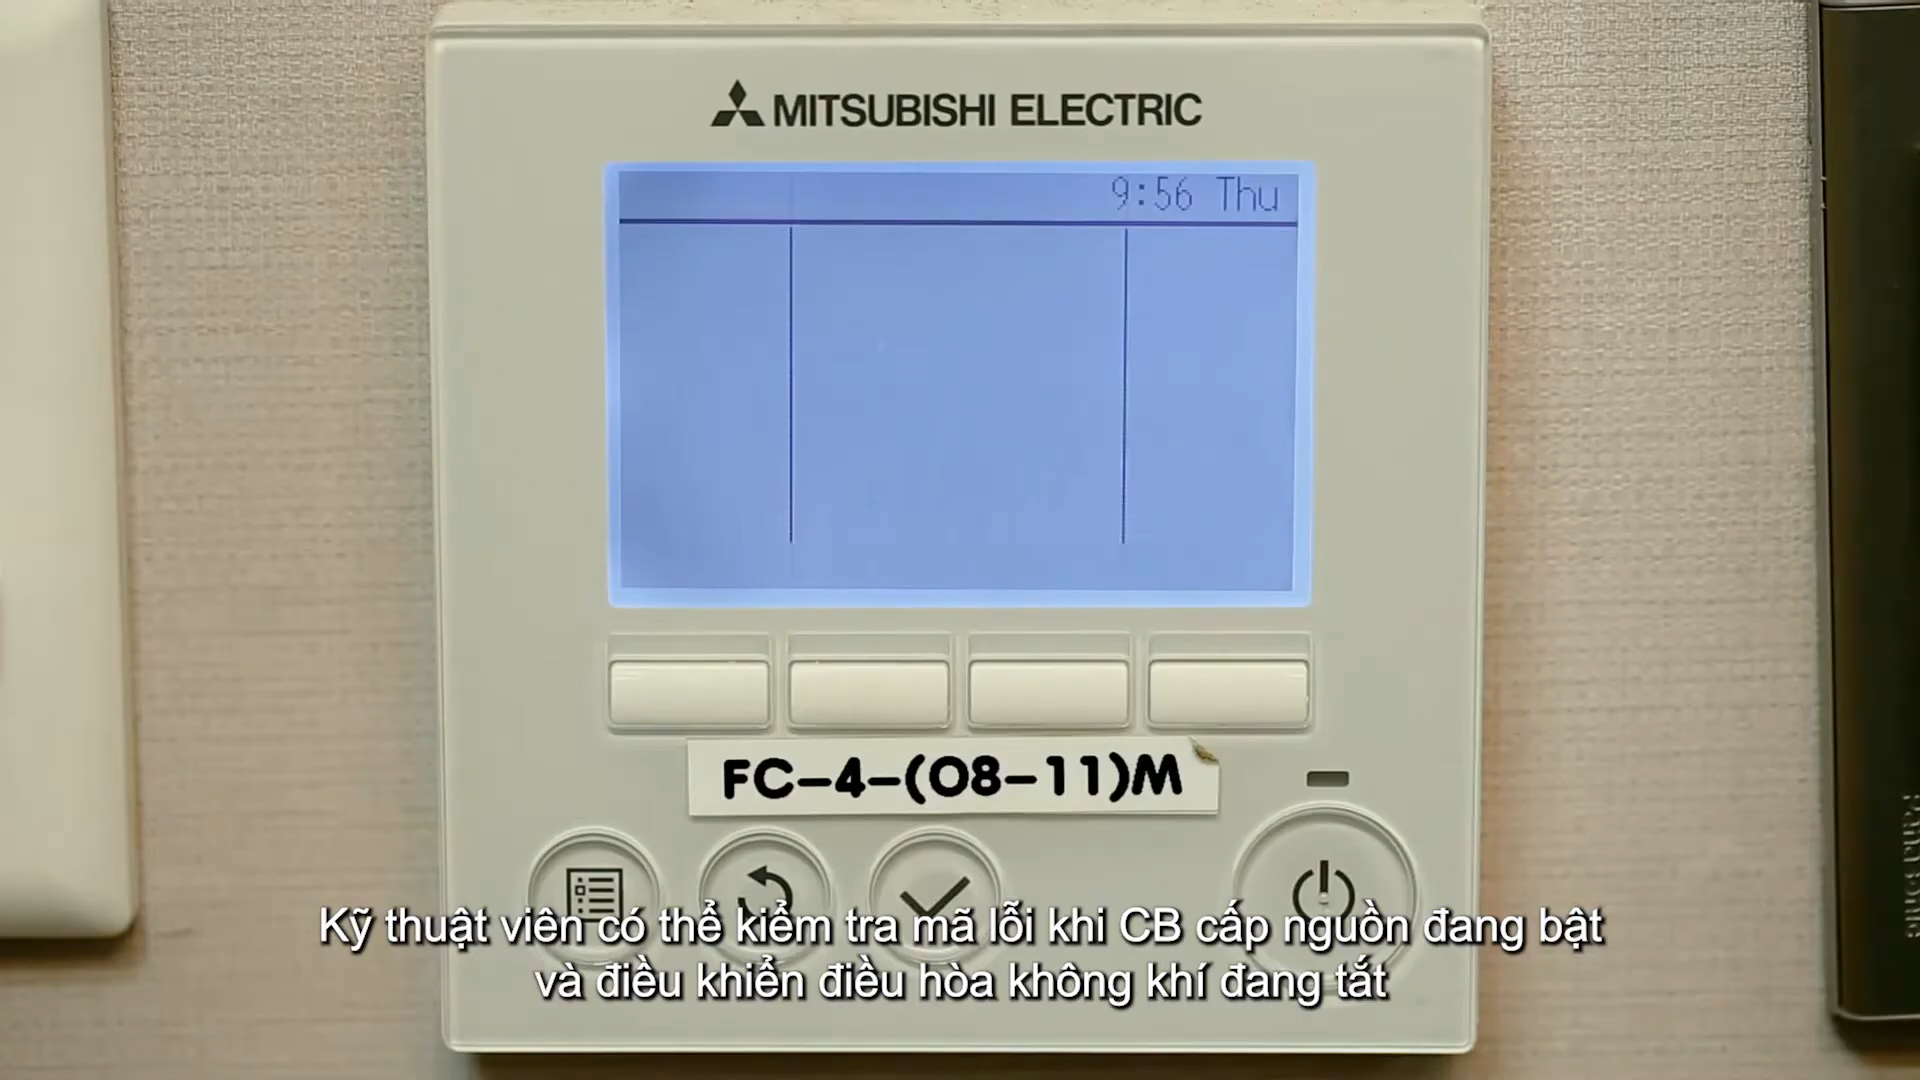 MITSUBISHI ELECTRIC
9:56 Thu
FC-4-(08-11)M
Kỹ thuật viên có thể kiểm tra mã lỗi khi CB cấp nguồn đang bật
và điều khiển điều hòa không khí đang tắt
Panasonic